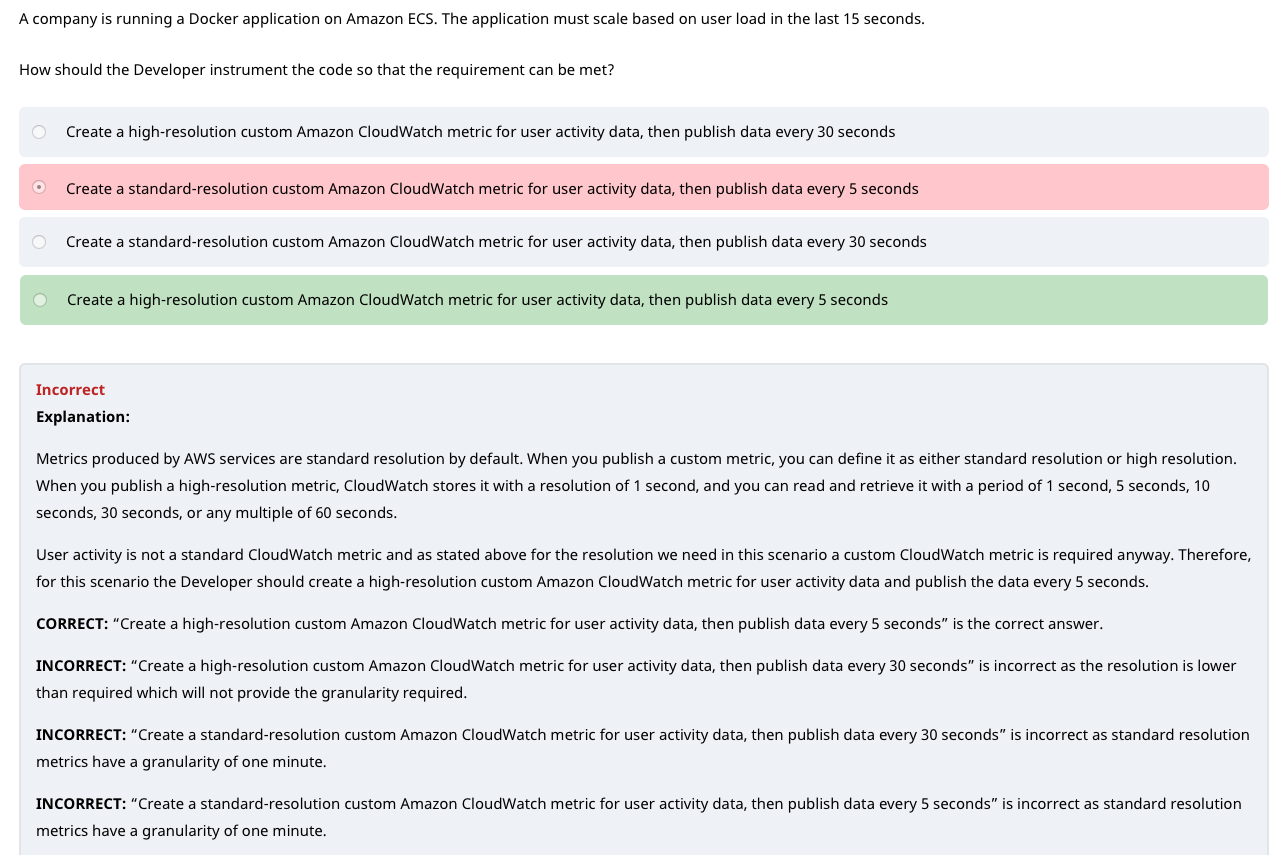 A company is running a Docker application on Amazon ECS. The application must scale based on user load in the last 15 seconds.
How should the Developer instrument the code so that the requirement can be met?
Create a high-resolution custom Amazon CloudWatch metric for user activity data, then publish data every 30 seconds
Create a standard-resolution custom Amazon CloudWatch metric for user activity data, then publish data every 5 seconds
Create a standard-resolution custom Amazon CloudWatch metric for user activity data, then publish data every 30 seconds
Create a high-resolution custom Amazon CloudWatch metric for user activity data, then publish data every 5 seconds
Incorrect
Explanation:
Metrics produced by AWS services are standard resolution by default. When you publish a custom metric, you can define it as either standard resolution or high resolution.
When you publish a high-resolution metric, CloudWatch stores it with a resolution of 1 second, and you can read and retrieve it with a period of 1 second, 5 seconds, 10
seconds, 30 seconds, or any multiple of 60 seconds.
User activity is not a standard CloudWatch metric and as stated above for the resolution we need in this scenario a custom CloudWatch metric is required anyway. Therefore,
for this scenario the Developer should create a high-resolution custom Amazon CloudWatch metric for user activity data and publish the data every 5 seconds.
CORRECT: “Create a high-resolution custom Amazon CloudWatch metric for user activity data, then publish data every 5 seconds” is the correct answer.
INCORRECT: “Create a high-resolution custom Amazon CloudWatch metric for user activity data, then publish data every 30 seconds” is incorrect as the resolution is lower
than required which will not provide the granularity required.
INCORRECT: “Create a standard-resolution custom Amazon CloudWatch metric for user activity data, then publish data every 30 seconds” is incorrect as standard resolution
metrics have a granularity of one minute.
INCORRECT: “Create a standard-resolution custom Amazon CloudWatch metric for user activity data, then publish data every 5 seconds” is incorrect as standard resolution
metrics have a granularity of one minute.